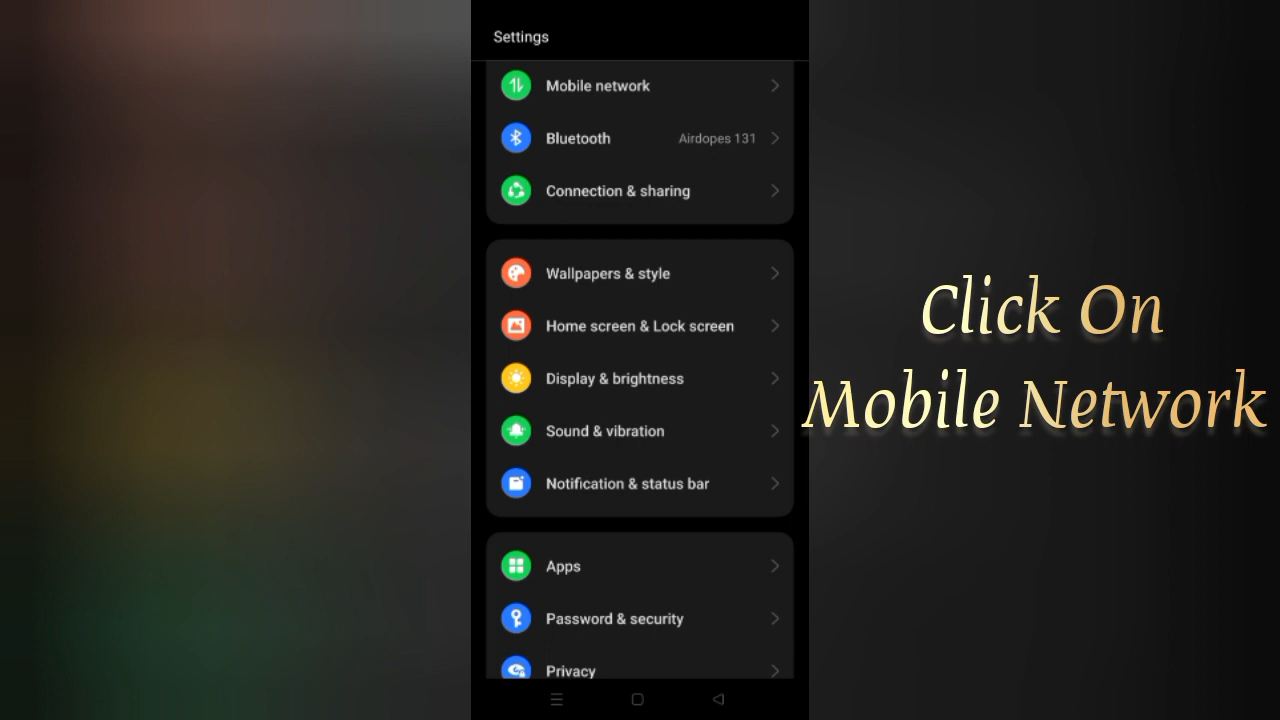 Settings
Mobile network
Bluetooth Airdopes 131
Connection & sharing
Wallpapers & style
Home screen & Lock screen
Display & brightness
Sound & vibration
Notification & status bar
Apps
Password & security
Privacy
Click On
Mobile Network